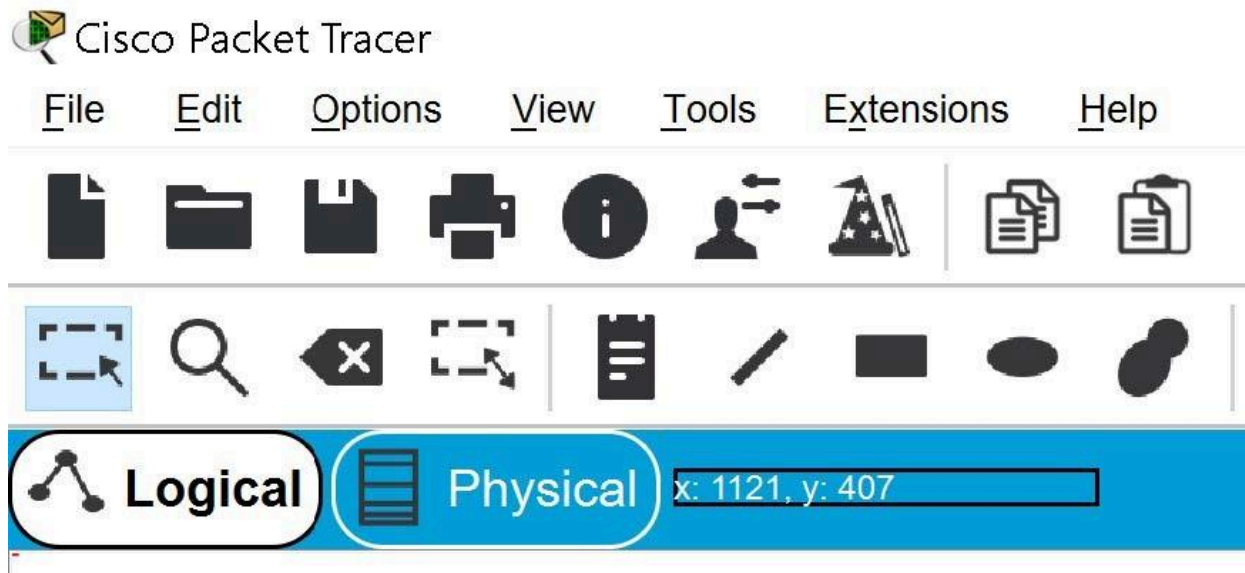 Cisco Packet Tracer
File Edit Options View Tools Extensions Help
Logical Physical x: 1121, y: 407